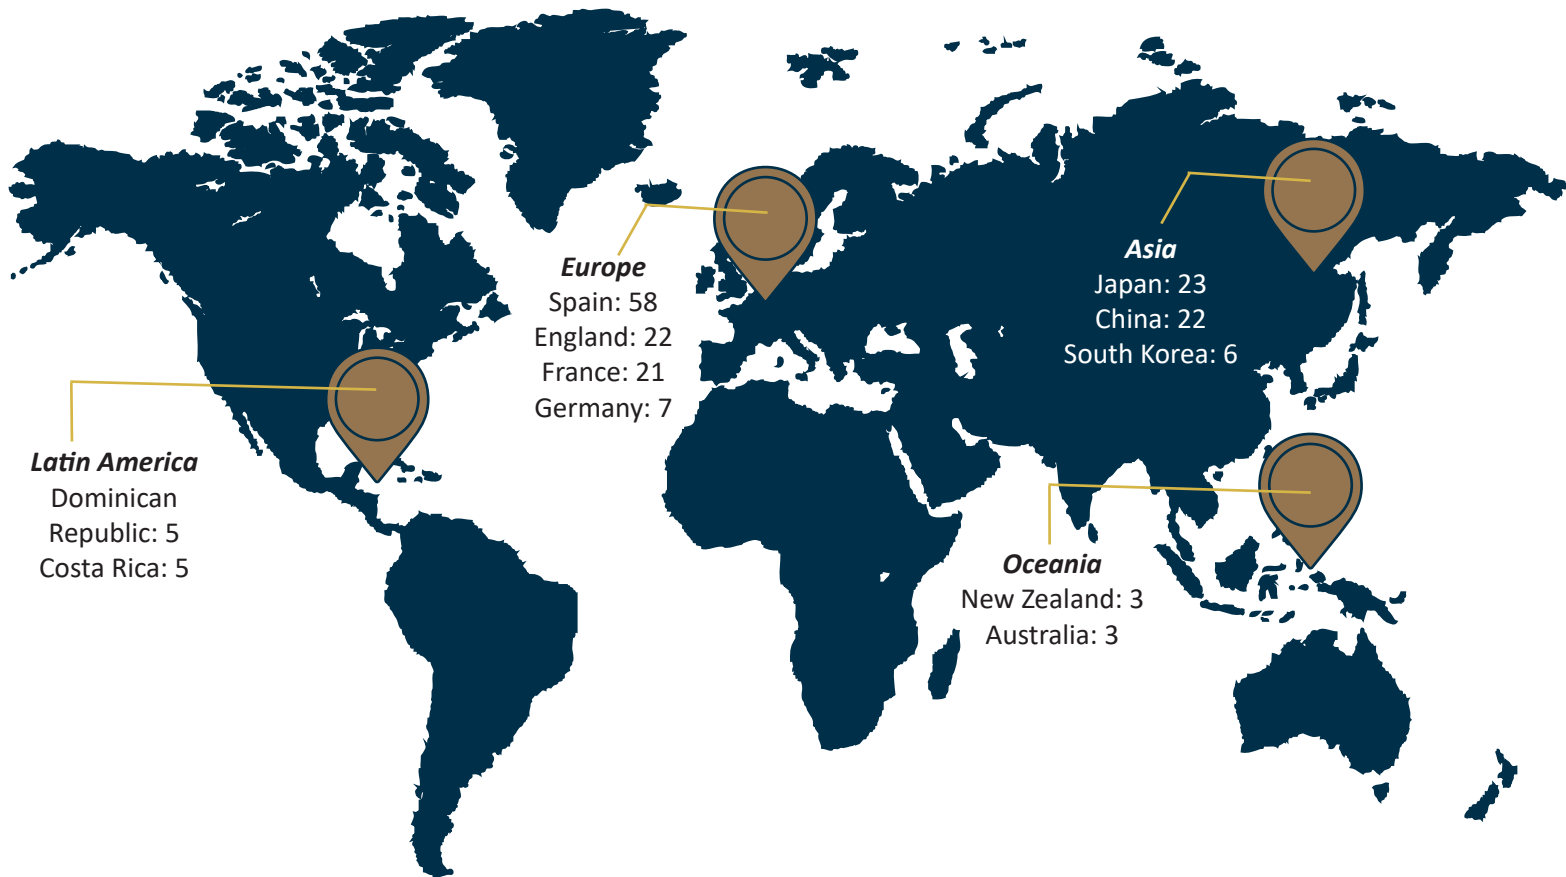 Europe
Spain: 58
England: 22
France: 21
Germany: 7
Asia
Japan: 23
China: 22
South Korea: 6
Latin America
Dominican
Republic: 5
Costa Rica: 5
Oceania
New Zealand: 3
Australia: 3